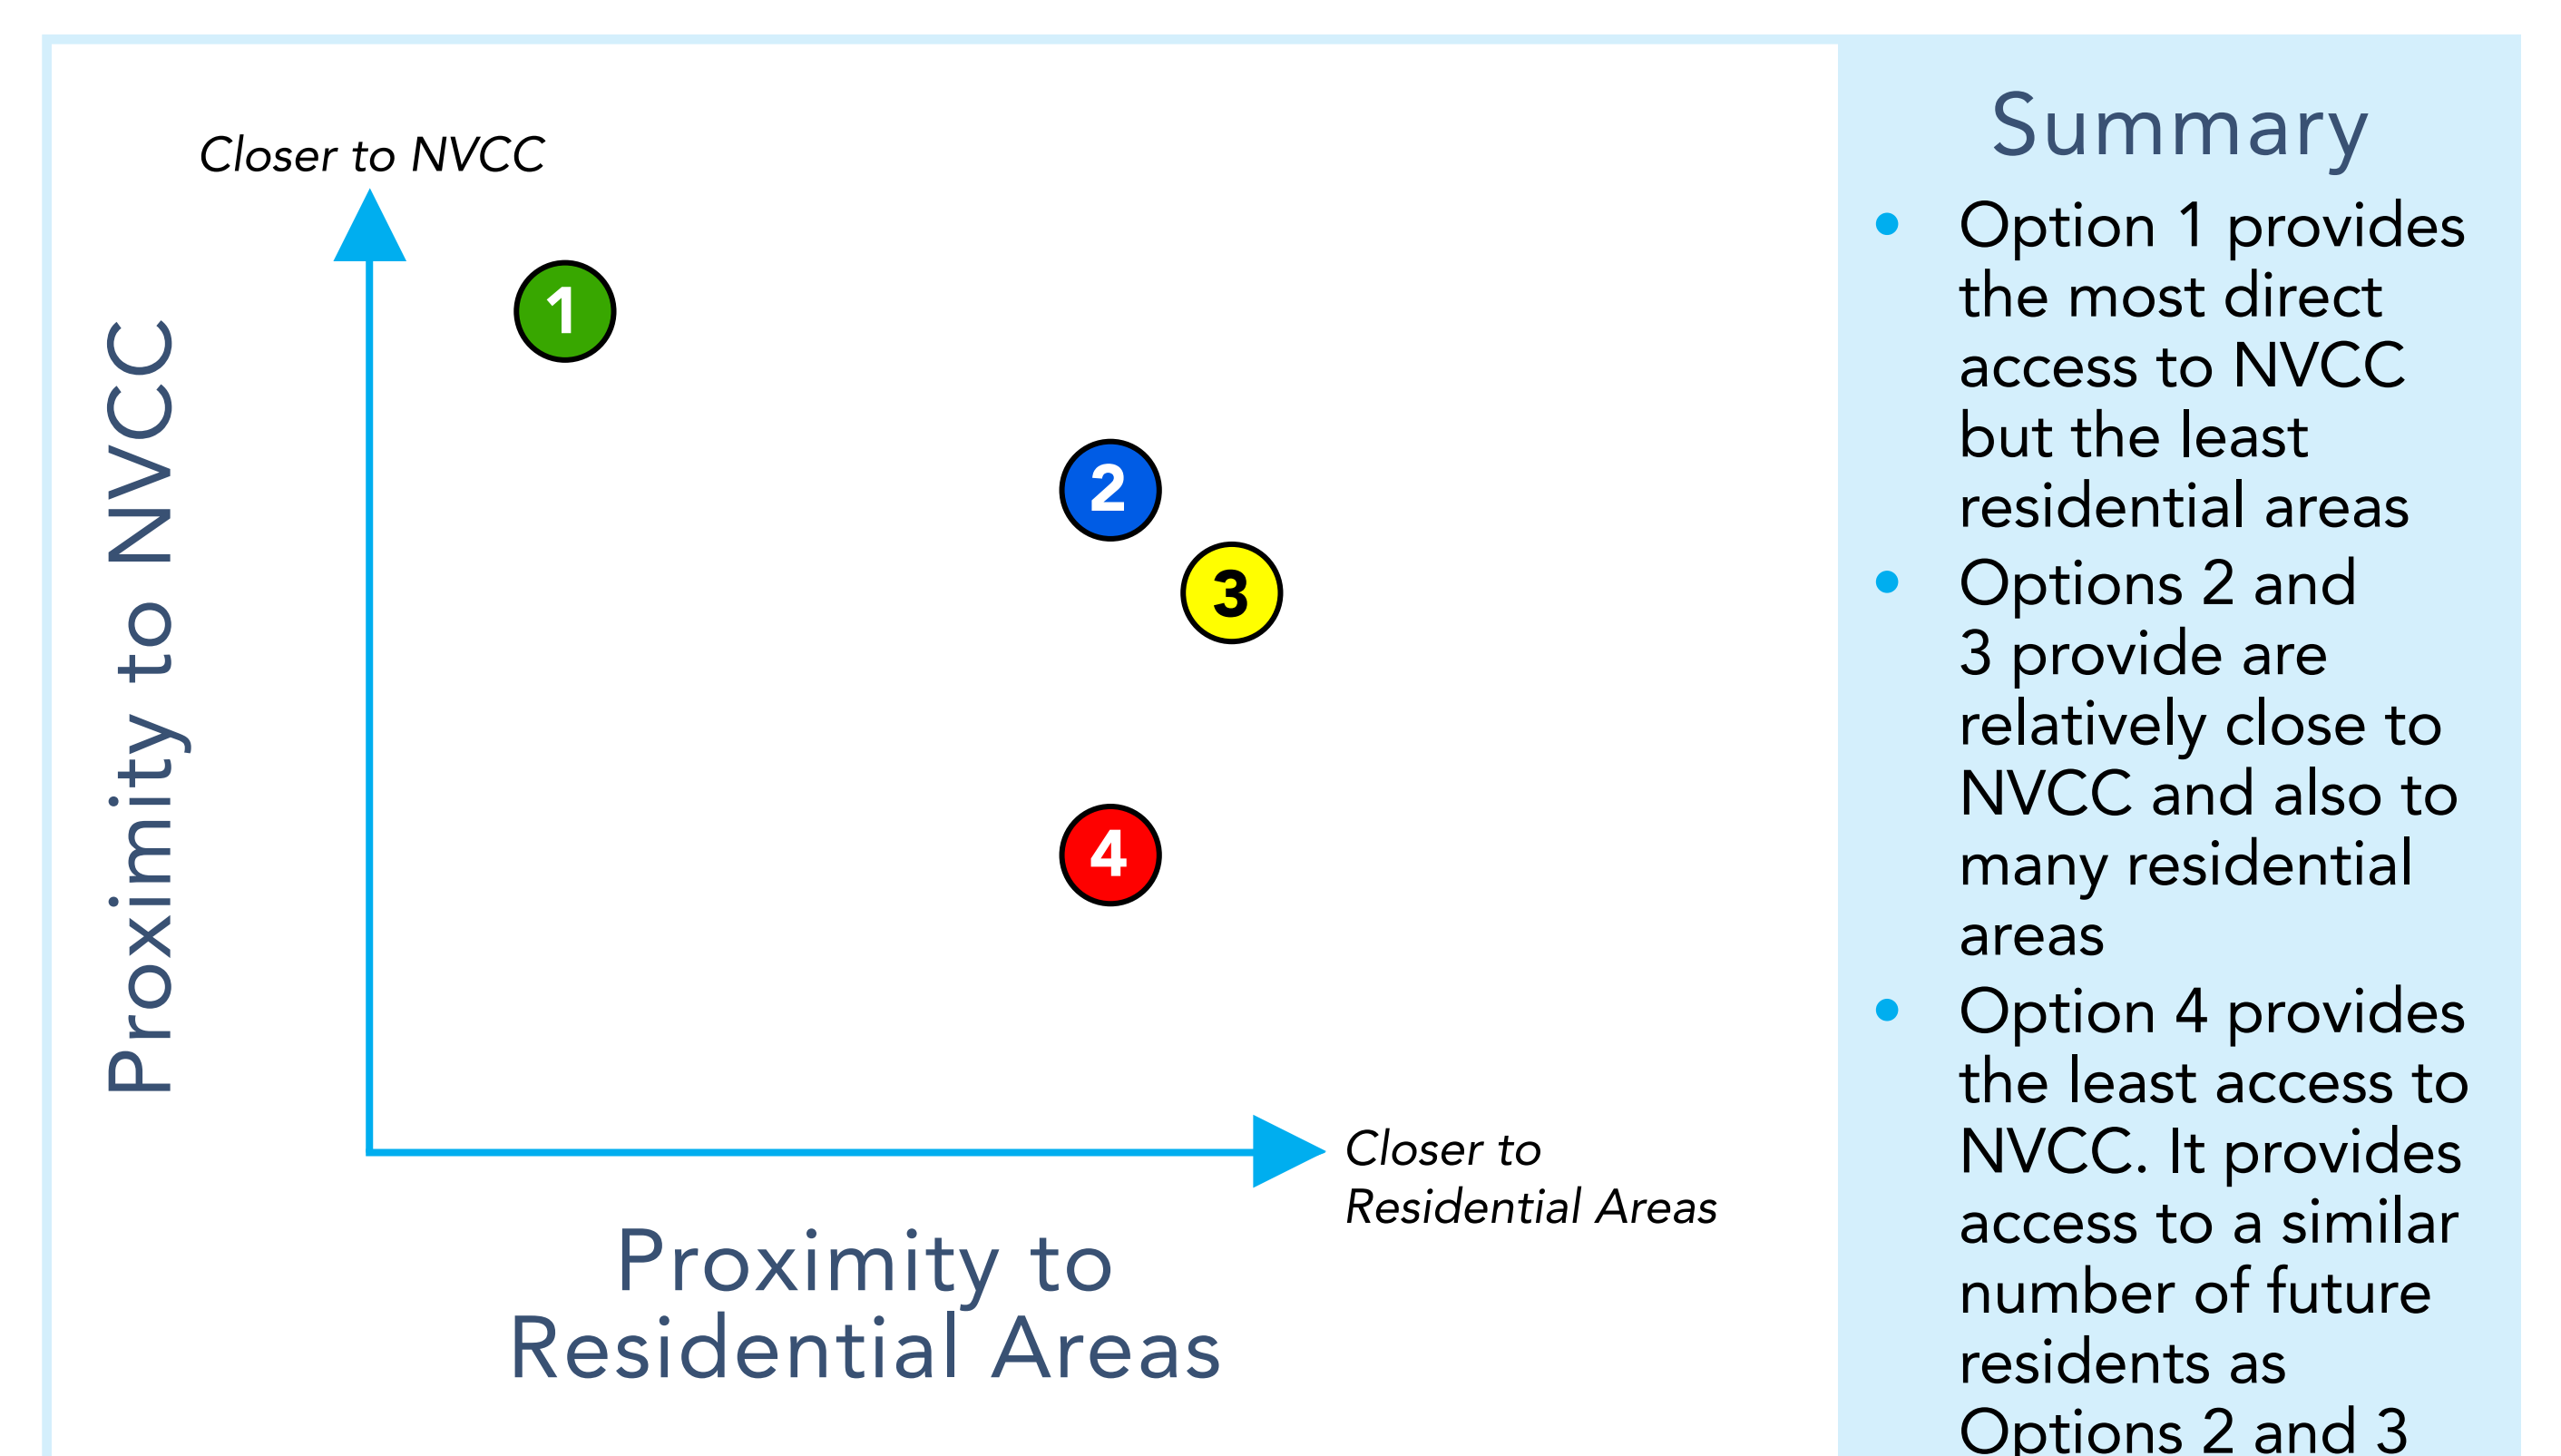 Closer to NVCC
Proximity to NVCC
1
2
3
4
Closer to
Residential Areas
Proximity to
Residential Areas
Summary
• Option 1 provides
the most direct
access to NVCC
but the least
residential areas
• Options 2 and
3 provide are
relatively close to
NVCC and also to
many residential
areas
• Option 4 provides
the least access to
NVCC. It provides
access to a similar
number of future
residents as
Options 2 and 3